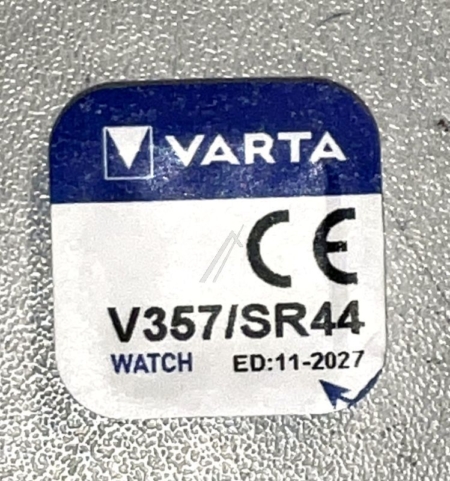 VARTA
CE
V357/SR44
WATCH ED:11-2027